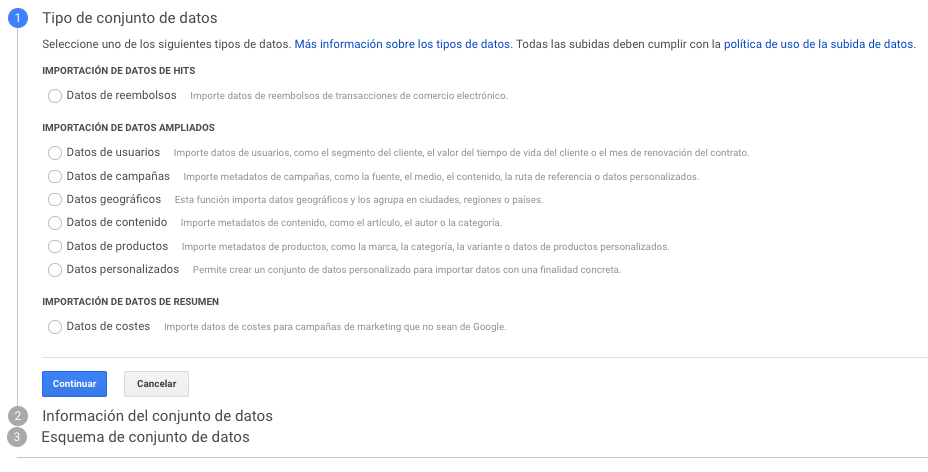 1 Tipo de conjunto de datos
Seleccione uno de los siguientes tipos de datos. Más información sobre los tipos de datos. Todas las subidas deben cumplir con la política de uso de la subida de datos.
IMPORTACIÓN DE DATOS DE HITS
Datos de reembolsos Importe datos de reembolsos de transacciones de comercio electrónico.
IMPORTACIÓN DE DATOS AMPLIADOS
Datos de usuarios Importe datos de usuarios, como el segmento del cliente, el valor del tiempo de vida del cliente o el mes de renovación del contrato.
Datos de campañas Importe metadatos de campañas, como la fuente, el medio, el contenido, la ruta de referencia o datos personalizados.
Datos geográficos Esta función importa datos geográficos y los agrupa en ciudades, regiones o países.
Datos de contenido Importe metadatos de contenido, como el artículo, el autor o la categoría.
Datos de productos Importe metadatos de productos, como la marca, la categoría, la variante o datos de productos personalizados.
Datos personalizados Permite crear un conjunto de datos personalizado para importar datos con una finalidad concreta.
IMPORTACIÓN DE DATOS DE RESUMEN
Datos de costes Importe datos de costes para campañas de marketing que no sean de Google.
Continuar Cancelar
2 Información del conjunto de datos
3 Esquema de conjunto de datos